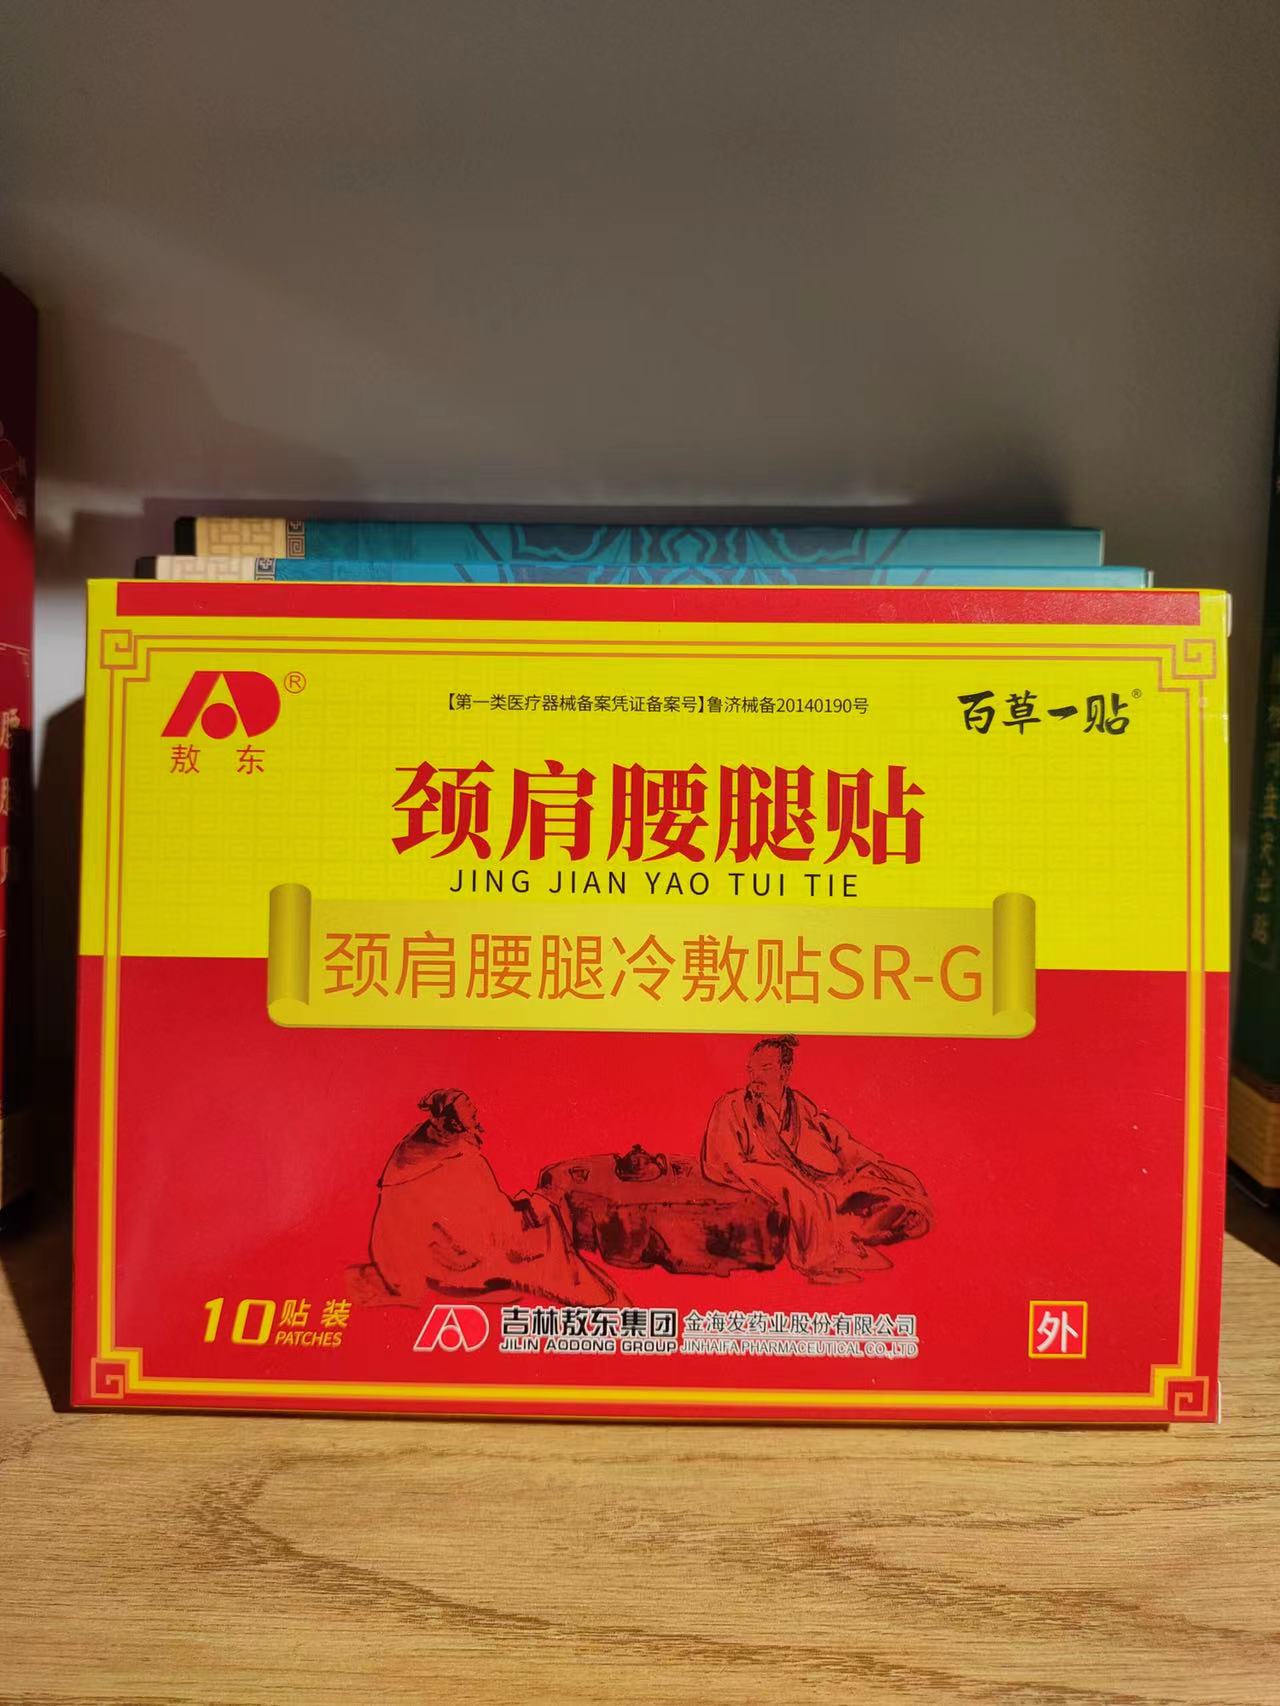 敖东®
【第一类医疗器械备案凭证备案号】鲁济械备20140190号
百草一贴®
颈肩腰腿贴
JING JIAN YAO TUI TIE
颈肩腰腿冷敷贴SR-G
10贴装
PATCHES
吉林敖东集团
JILIN AODONG GROUP
金海发药业股份有限公司
JINHAIFA PHARMACEUTICAL CO.,LTD
外